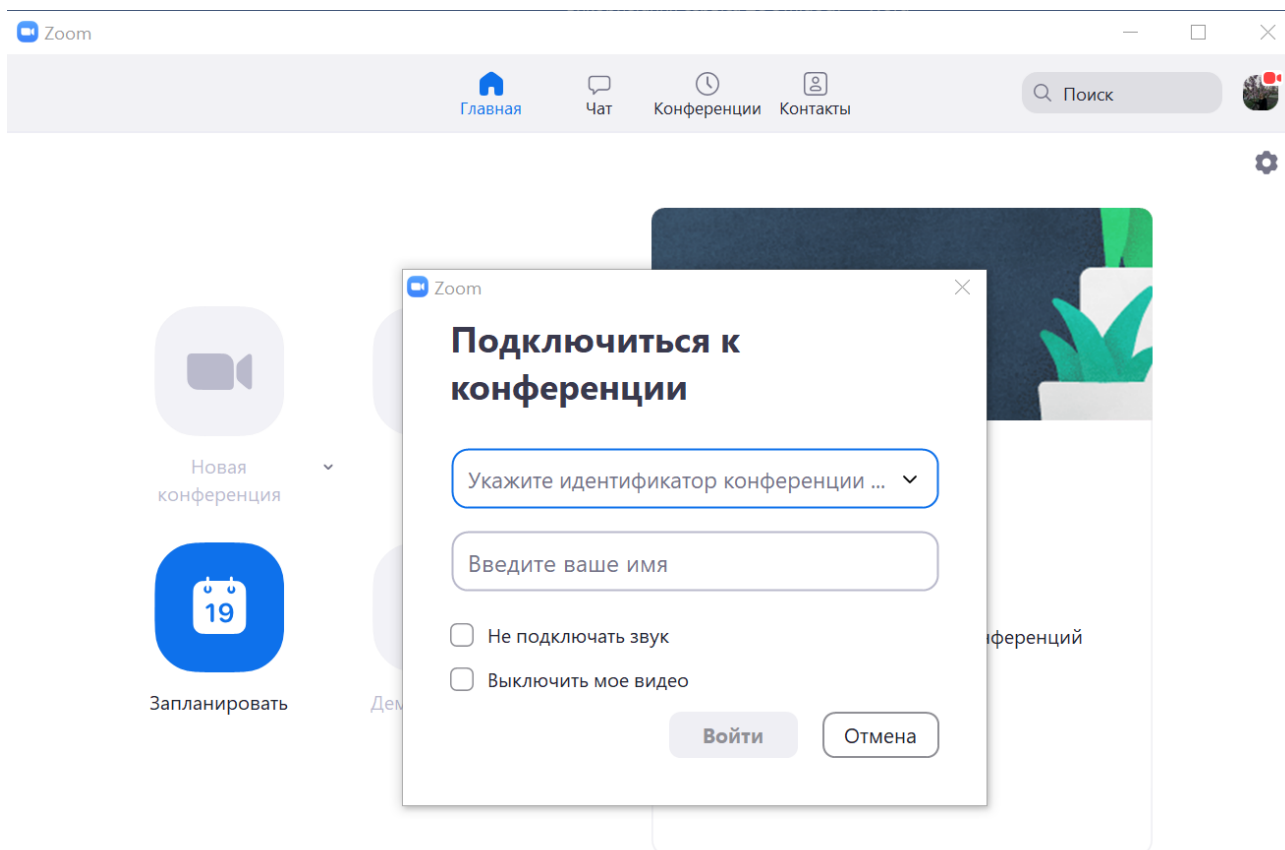 Zoom
Главная
Чат
Конференции
Контакты
Поиск
Новая
конференция
19
Запланировать
Дем
Zoom
Подключиться к
конференции
Укажите идентификатор конференции ...
Введите ваше имя
Не подключать звук
Выключить мое видео
Войти
Отмена
нференций